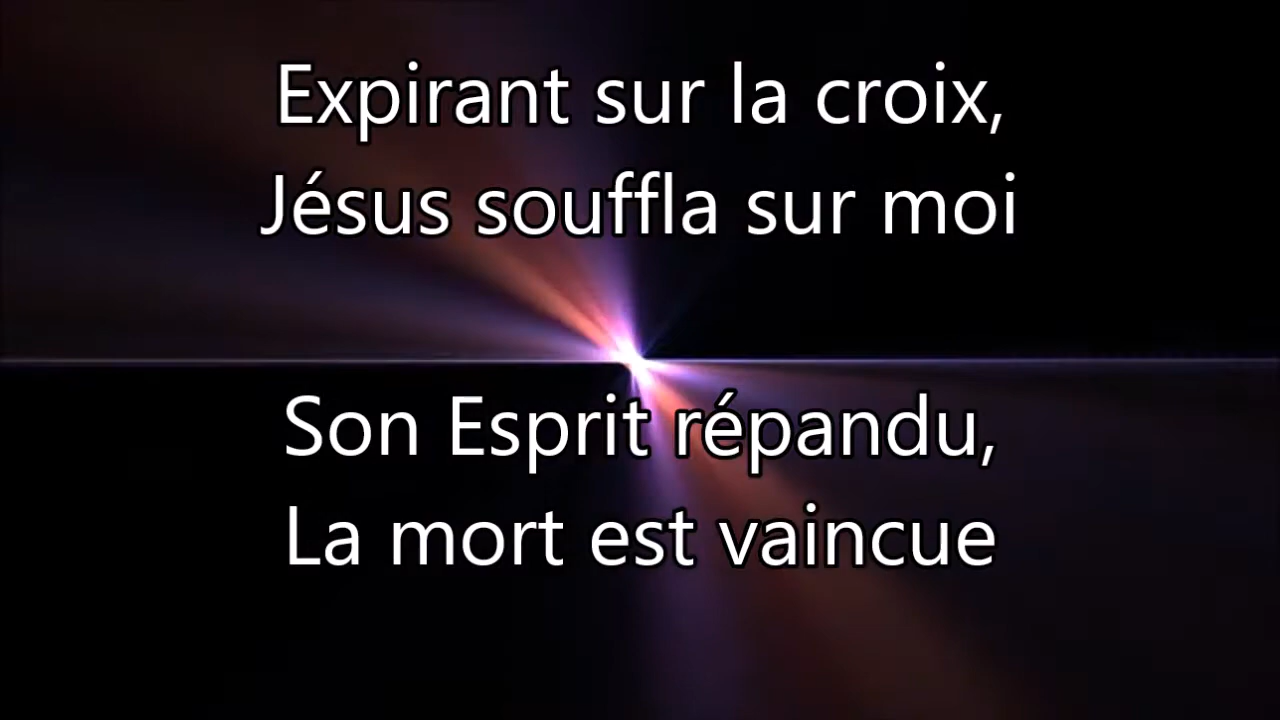 Expirant sur la croix,
Jésus souffla sur moi
Son Esprit répandu,
La mort est vaincue